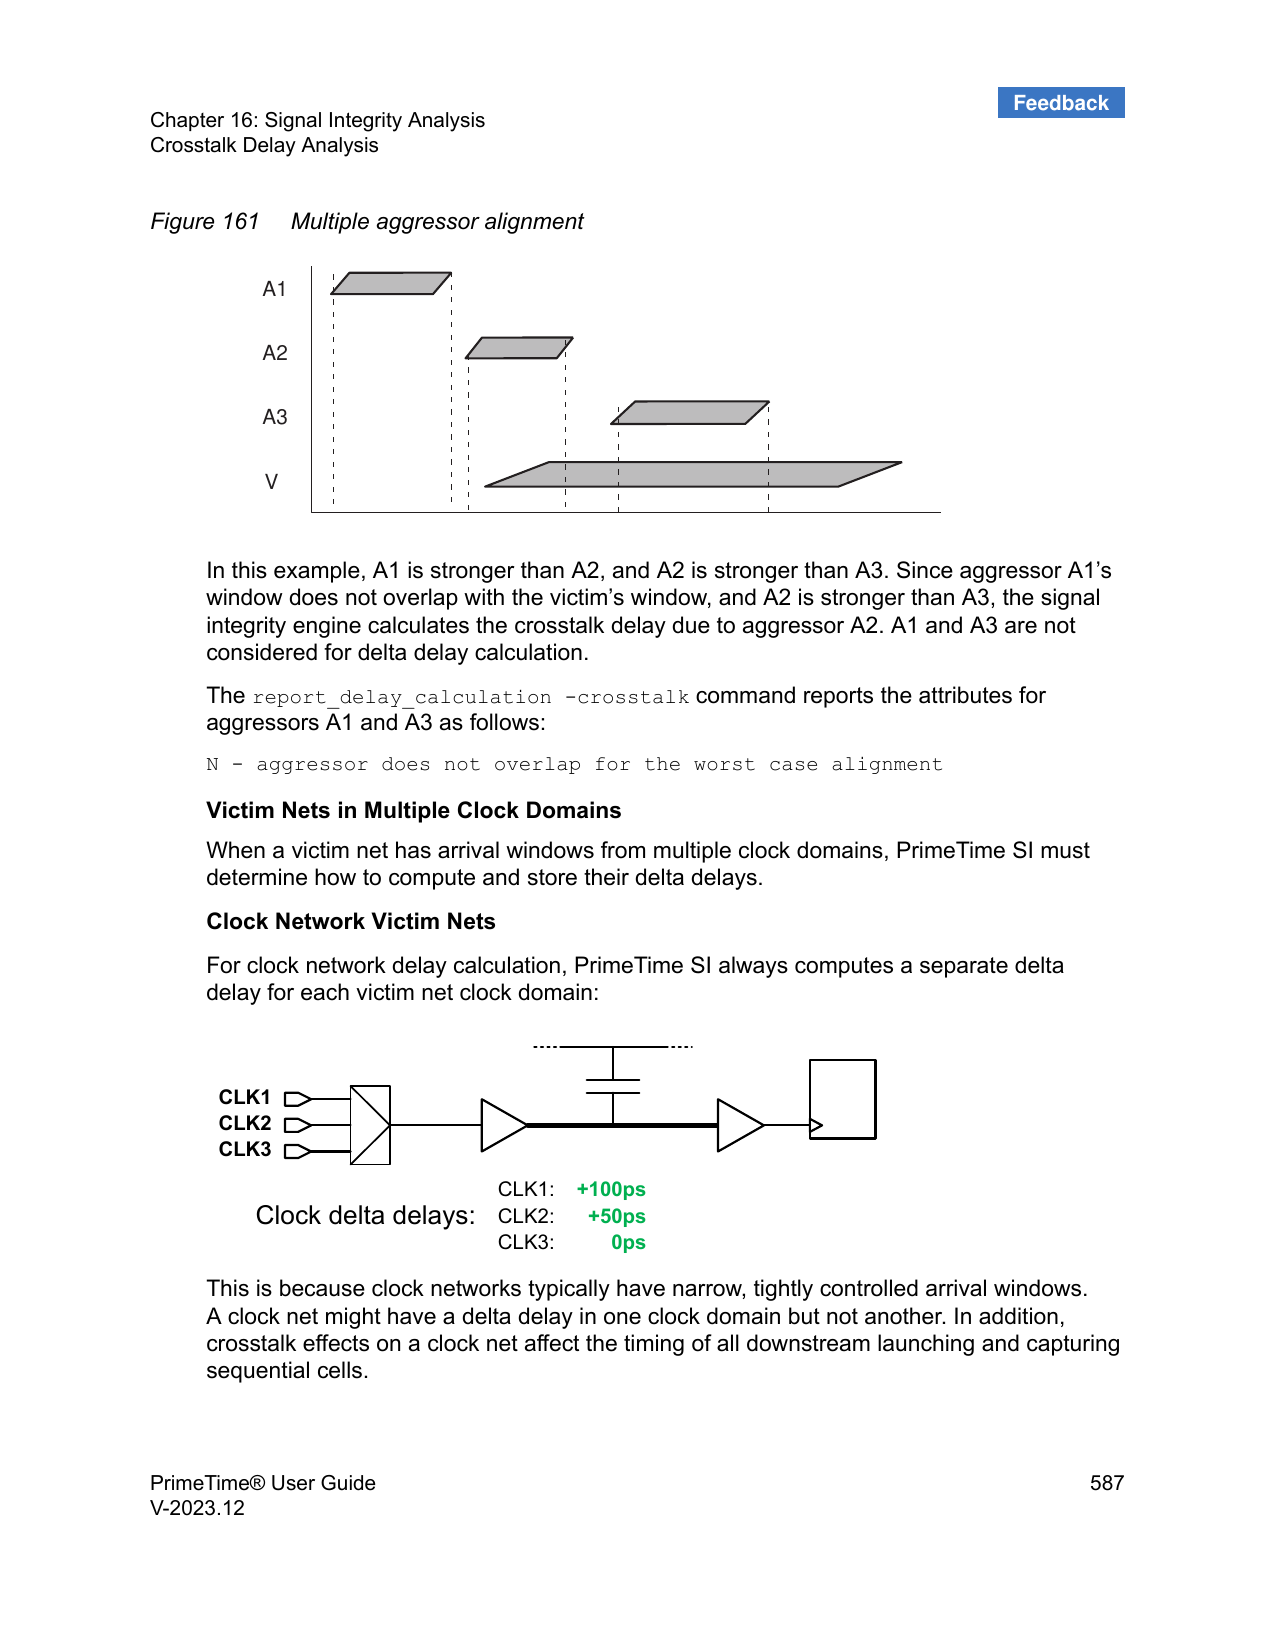 Feedback
Chapter 16: Signal Integrity Analysis
Crosstalk Delay Analysis
Figure 161 Multiple aggressor alignment
A1
A2
A3
V
In this example, A1 is stronger than A2, and A2 is stronger than A3. Since aggressor A1’s
window does not overlap with the victim’s window, and A2 is stronger than A3, the signal
integrity engine calculates the crosstalk delay due to aggressor A2. A1 and A3 are not
considered for delta delay calculation.
The report_delay_calculation -crosstalk command reports the attributes for
aggressors A1 and A3 as follows:
N - aggressor does not overlap for the worst case alignment
Victim Nets in Multiple Clock Domains
When a victim net has arrival windows from multiple clock domains, PrimeTime SI must
determine how to compute and store their delta delays.
Clock Network Victim Nets
For clock network delay calculation, PrimeTime SI always computes a separate delta
delay for each victim net clock domain:
CLK1
CLK2
CLK3
Clock delta delays:
CLK1: +100ps
CLK2: +50ps
CLK3: 0ps
This is because clock networks typically have narrow, tightly controlled arrival windows.
A clock net might have a delta delay in one clock domain but not another. In addition,
crosstalk effects on a clock net affect the timing of all downstream launching and capturing
sequential cells.
PrimeTime® User Guide 587
V-2023.12